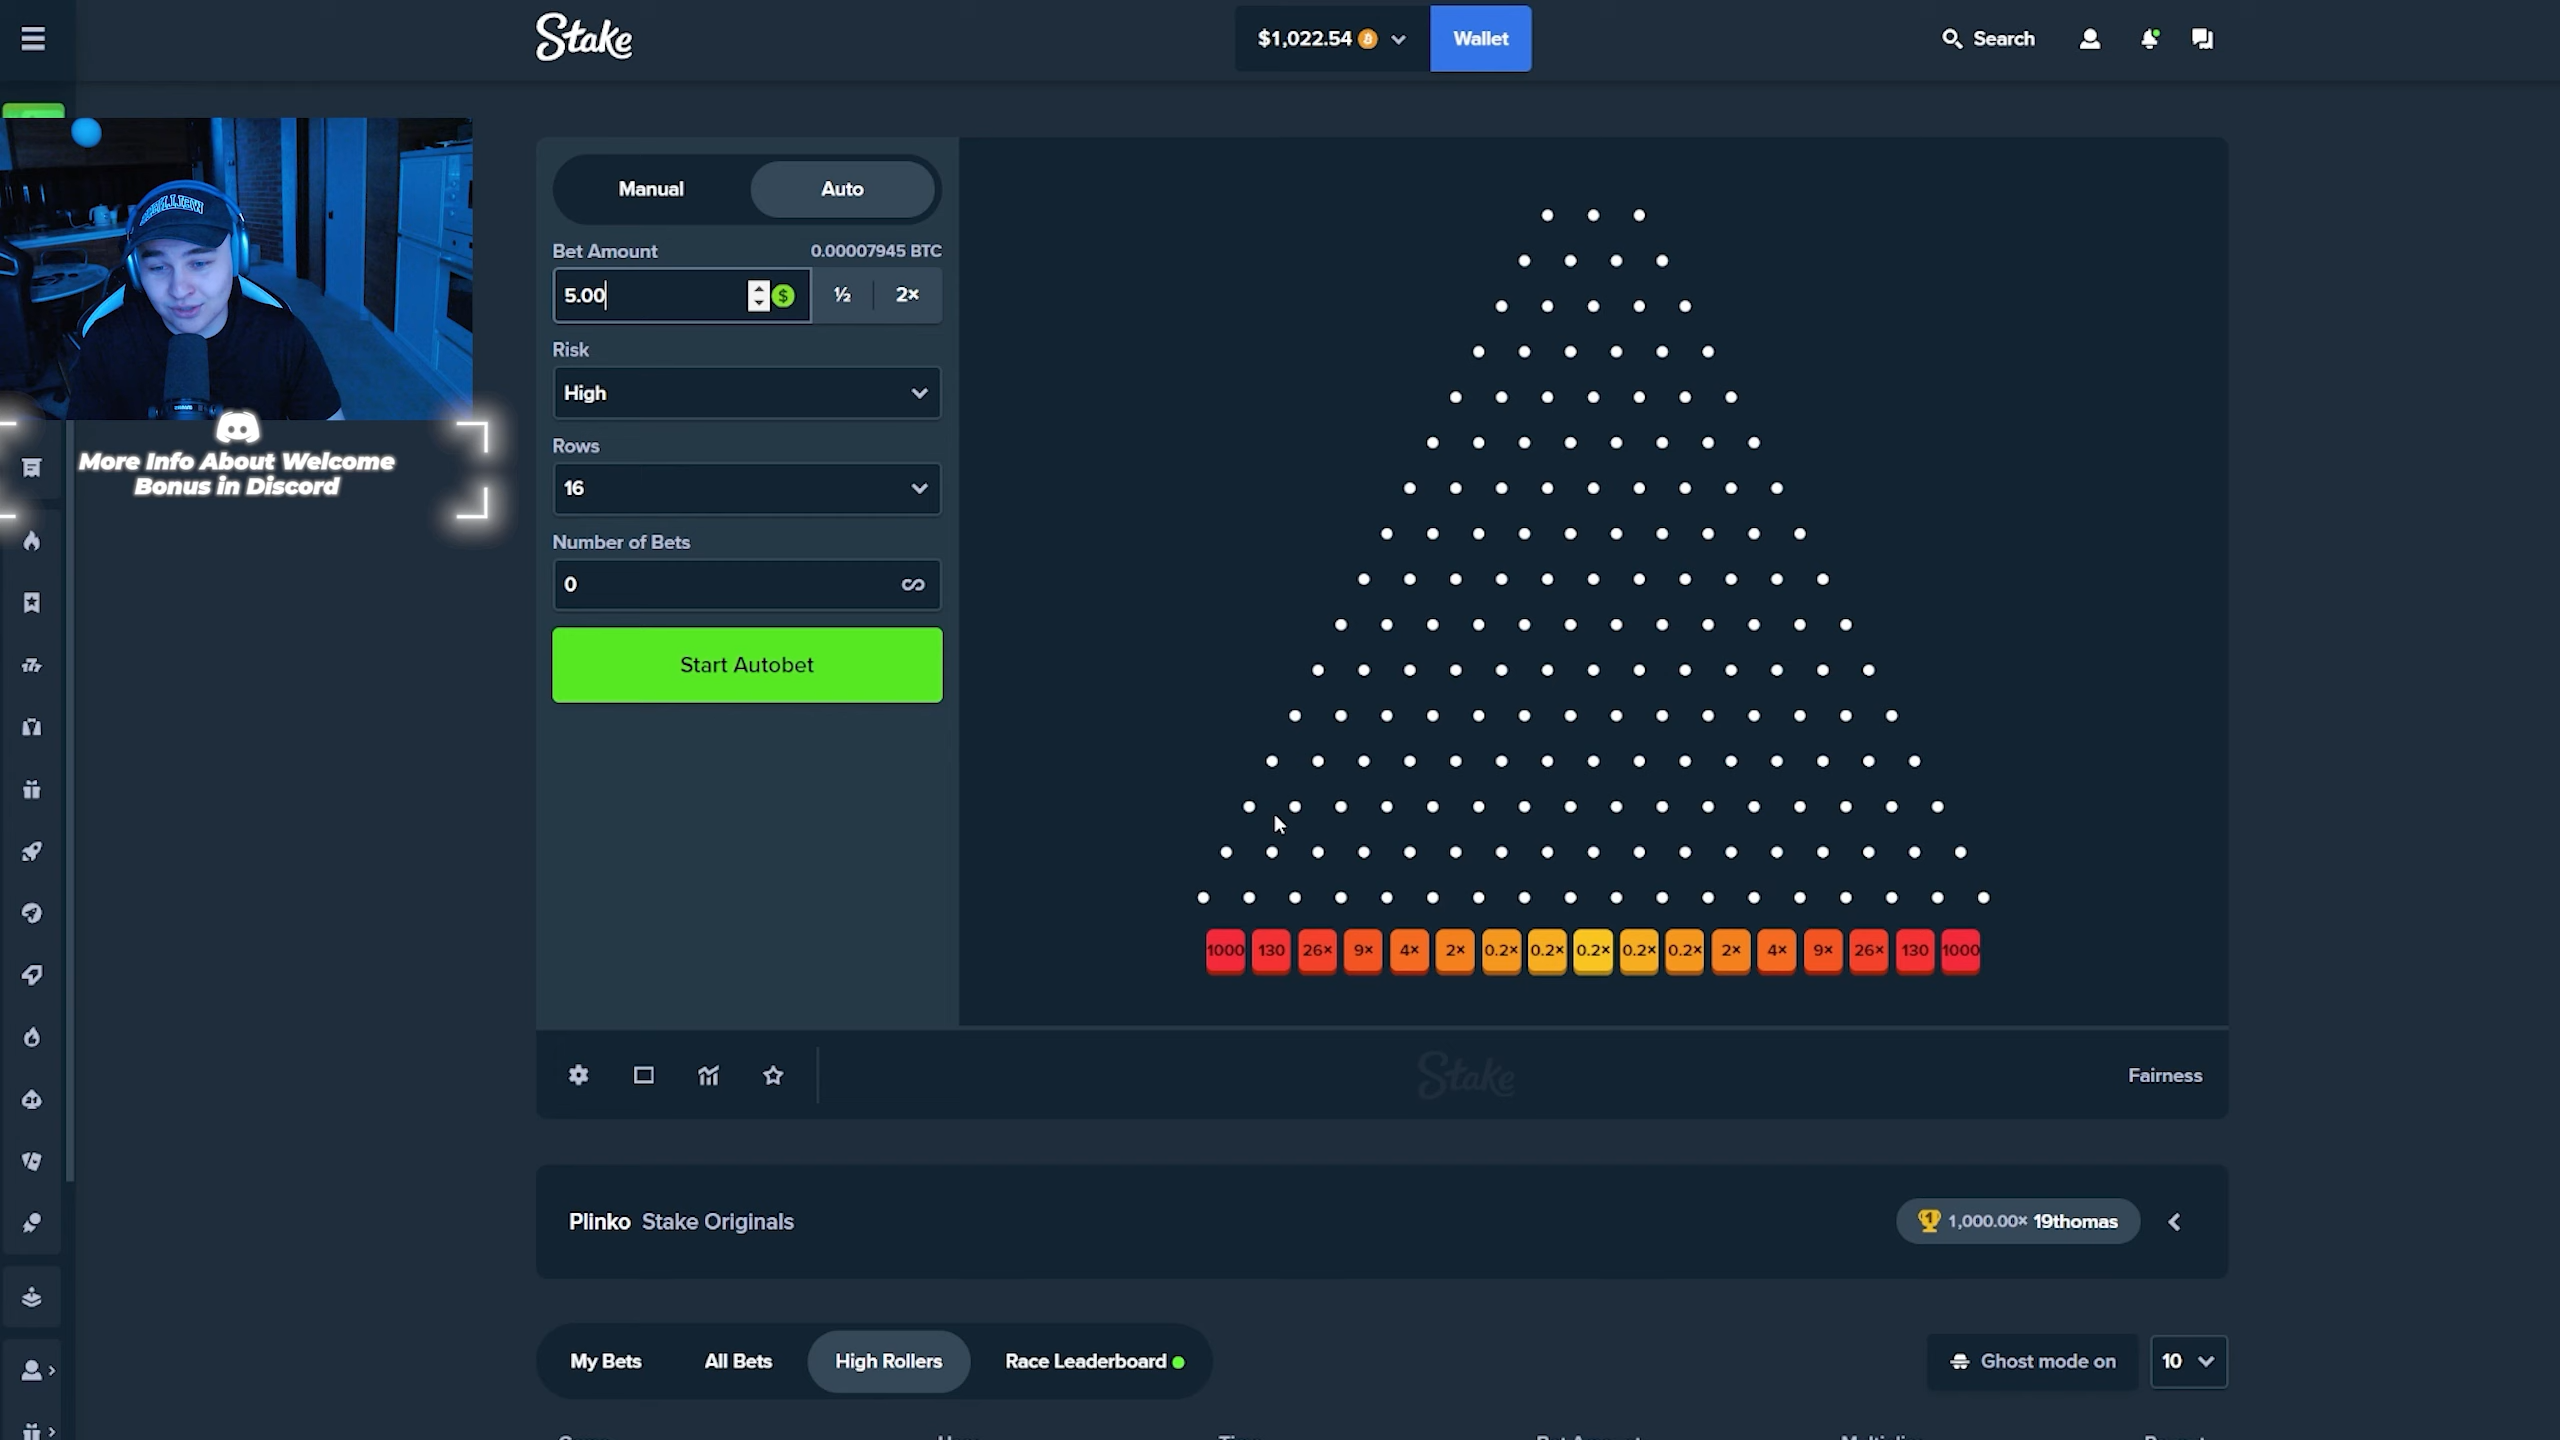 Stake
$1,022.54
Wallet
Search
Manual
Auto
Bet Amount
0.00007945 BTC
5.00
½
2×
Risk
High
Rows
16
Number of Bets
0
Start Autobet
More Info About Welcome
Bonus in Discord
1000 130 26× 9× 4× 2× 0.2× 0.2× 0.2× 0.2× 0.2× 2× 4× 9× 26× 130 1000
Stake
Fairness
Plinko Stake Originals
1,000.00× 19thomas
My Bets
All Bets
High Rollers
Race Leaderboard
Ghost mode on
10